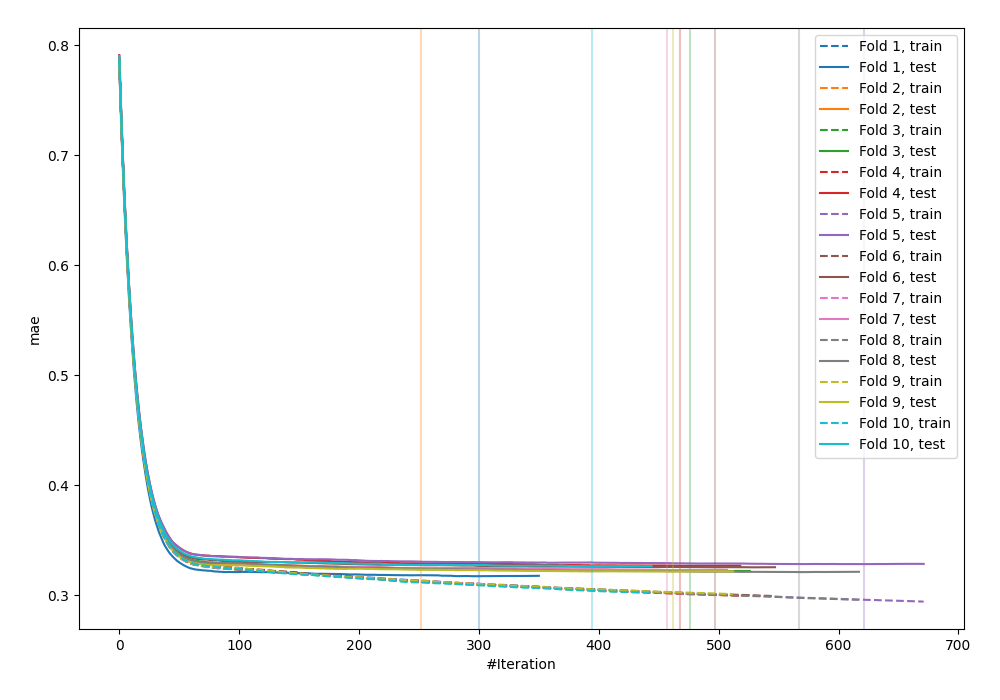 0.8
0.7
0.6
0.5
0.4
0.3
mae
0
100
200
300
400
500
600
700
#Iteration
Fold 1, train
Fold 1, test
Fold 2, train
Fold 2, test
Fold 3, train
Fold 3, test
Fold 4, train
Fold 4, test
Fold 5, train
Fold 5, test
Fold 6, train
Fold 6, test
Fold 7, train
Fold 7, test
Fold 8, train
Fold 8, test
Fold 9, train
Fold 9, test
Fold 10, train
Fold 10, test